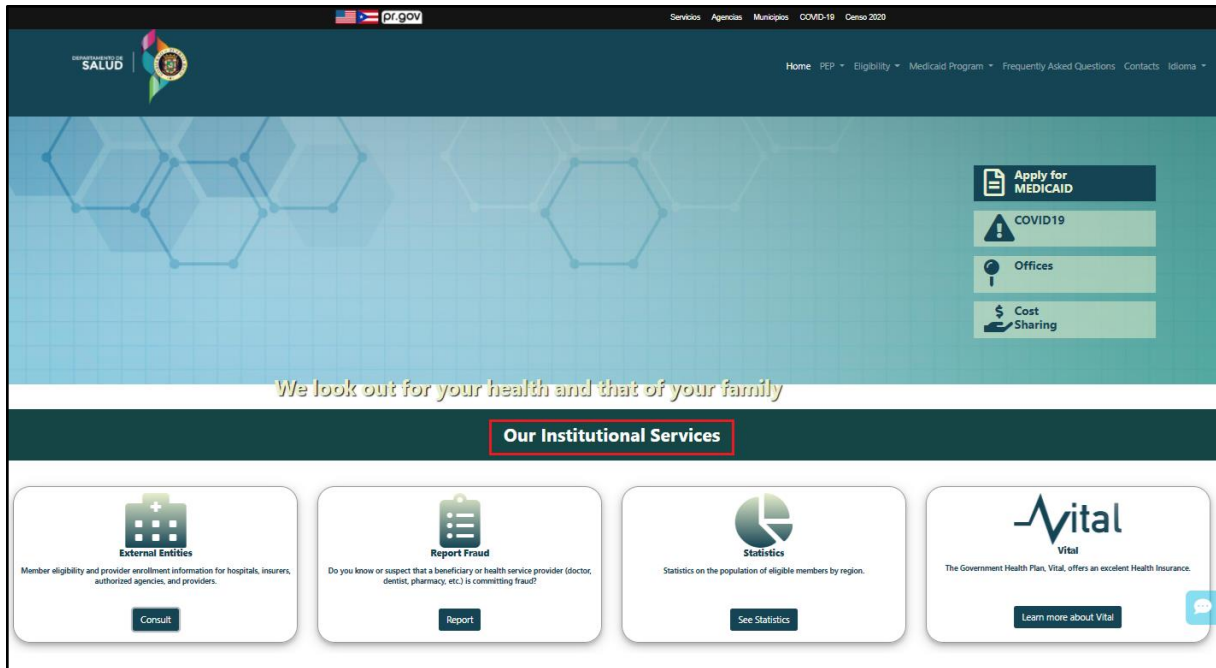 pr.gov
Servicios Agencias Municipios COVID-19 Censo 2020
DEPARTAMENTO DE
SALUD
Home PEP Eligibility Medicaid Program Frequently Asked Questions Contacts Idioma
Apply for
MEDICAID
COVID19
Offices
$ Cost
Sharing
We look out for your health and that of your family
Our Institutional Services
External Entities
Member eligibility and provider enrollment information for hospitals, insurers,
authorized agencies, and providers.
Consult
Report Fraud
Do you know or suspect that a beneficiary or health service provider (doctor,
dentist, pharmacy, etc.) is committing fraud?
Report
Statistics
Statistics on the population of eligible members by region.
See Statistics
Vital
Vital
The Government Health Plan, Vital, offers an excellent Health Insurance.
Learn more about Vital